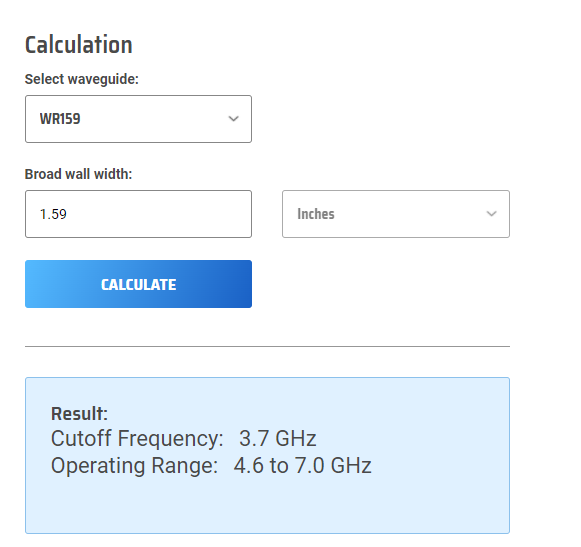 Calculation
Select waveguide:
WR159
Broad wall width:
1.59
Inches
CALCULATE
Result:
Cutoff Frequency: 3.7 GHz
Operating Range: 4.6 to 7.0 GHz